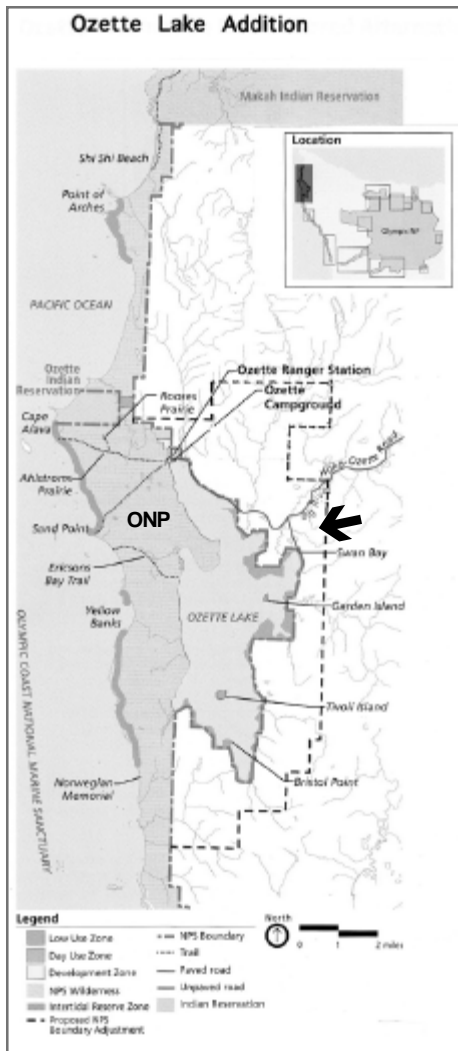 Ozette Lake Addition
Makah Indian Reservation
Location
Olympic NP
Shi Shi Beach
Point of
Arches
PACIFIC OCEAN
Ozette
Indian
Reservation
Ozette Ranger Station
Roases
Prairie
Ozette
Campground
Cape
Alava
Hoko-Ozette Road
Ahlstroms
Prairie
Sand Point
ONP
Swan Bay
Ericsons
Bay Trail
Garden Island
Yellow
Banks
OZETTE LAKE
OLYMPIC COAST NATIONAL MARINE SANCTUARY
Tivoli Island
Norwegian
Memorial
Bristol Point
Legend
Low Use Zone
Day Use Zone
Development Zone
NPS Wilderness
Intertidal Reserve Zone
Proposed NPS
Boundary Adjustment
NPS Boundary
Trail
Paved road
Unpaved road
Indian Reservation
North
0 1 2 miles